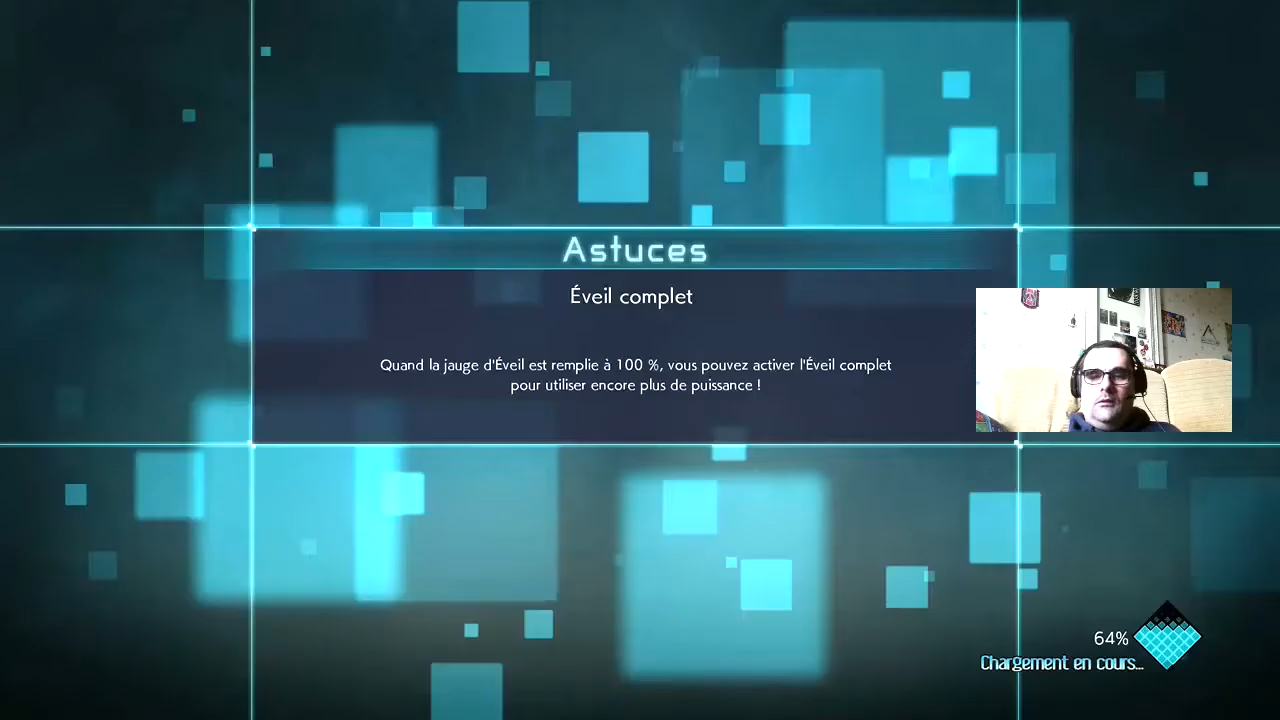 Astuces
Éveil complet
Quand la jauge d'Éveil est remplie à 100 %, vous pouvez activer l'Éveil complet
pour utiliser encore plus de puissance !
64%
Chargement en cours...